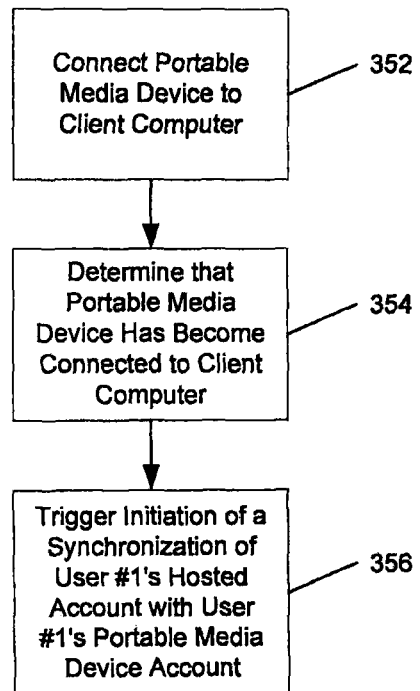 Connect Portable
Media Device to
Client Computer
352
Determine that
Portable Media
Device Has Become
Connected to Client
Computer
354
Trigger Initiation of a
Synchronization of
User #1's Hosted
Account with User
#1's Portable Media
Device Account
356